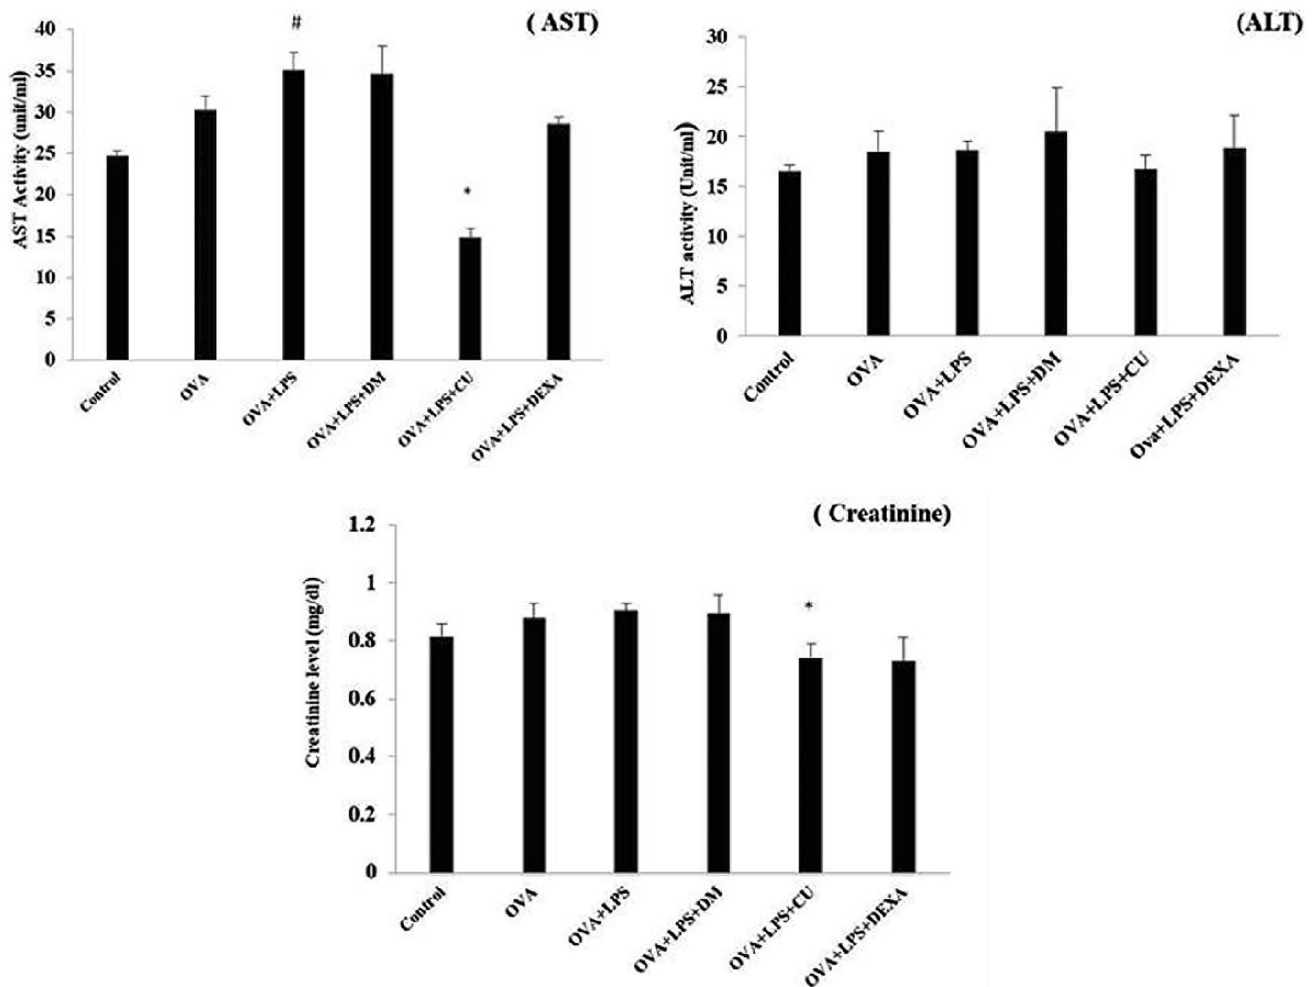 ( AST)
#
*
AST Activity (unit/ml)
40
35
30
25
20
15
10
5
0
Control
OVA
OVA+LPS
OVA+LPS+DM
OVA+LPS+CU
OVA+LPS+DEXA
(ALT)
ALT activity (Unit/ml)
30
25
20
15
10
5
0
Control
OVA
OVA+LPS
OVA+LPS+DM
OVA+LPS+CU
Ova+LPS+DEXA
( Creatinine)
*
Creatinine level (mg/dl)
1.2
1
0.8
0.6
0.4
0.2
0
Control
OVA
OVA+LPS
OVA+LPS+DM
OVA+LPS+CU
OVA+LPS+DEXA